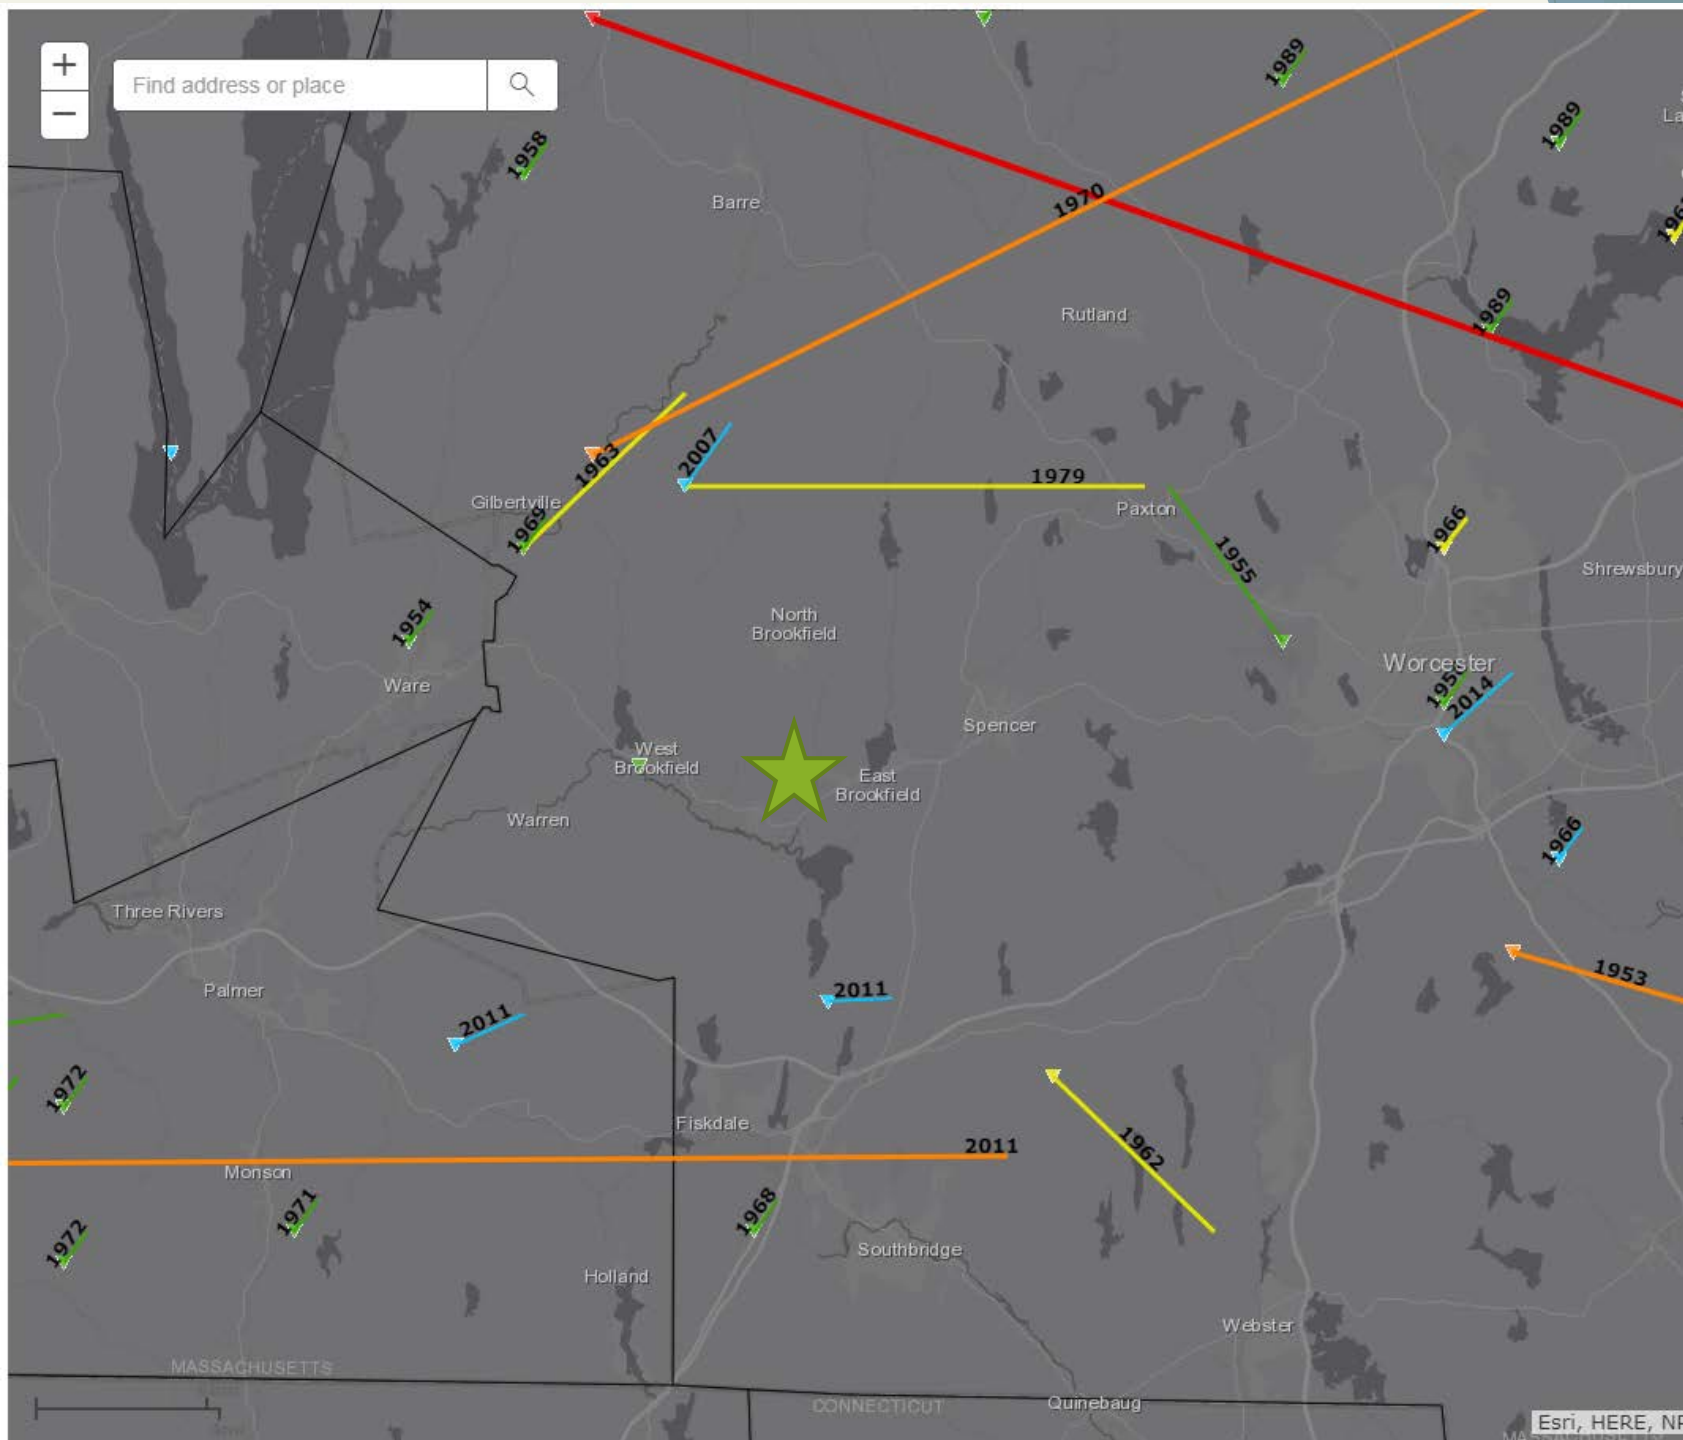 +
Find address or place
−
1989
1989
1958
Barre
1970
Rutland
1989
1963
2007
1979
Gilbertville
1969
Paxton
1966
1955
Shrewsbury
1954
North
Brookfield
Ware
Worcester
2014
Spencer
West
Brookfield
East
Brookfield
Warren
1966
Three Rivers
1953
Palmer
2011
2011
1972
Fiskdale
1962
2011
Monson
1971
1968
1972
Southbridge
Holland
Webster
MASSACHUSETTS
CONNECTICUT
Quinebaug
Esri, HERE,